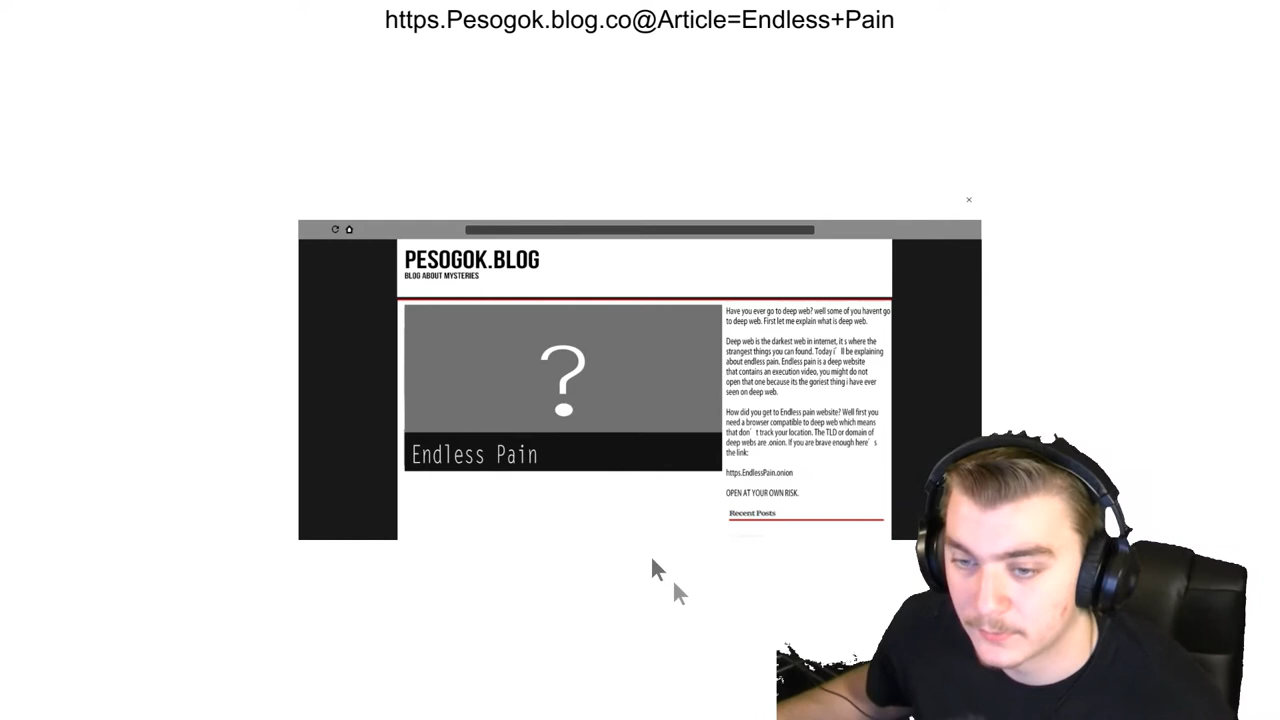 https.Pesogok.blog.co@Article=Endless+Pain
PESOGOK.BLOG
BLOG ABOUT MYSTERIES
?
Endless Pain
Have you ever go to deep web? well some of you havent go
to deep web. First let me explain what is deep web.
Deep web is the darkest web in internet, it s where the
strangest things you can found. Today i' ll be explaining
about endless pain. Endless pain is a deep website
that contains an execution video, you might do not
open that one because its the goriest thing i have ever
seen on deep web.
How did you get to Endless pain website? Well first you
need a browser compatible to deep web which means
that don' t track your location. The TLD or domain of
deep webs are .onion. If you are brave enough here' s
the link:
https.EndlessPain.onion
OPEN AT YOUR OWN RISK.
Recent Posts